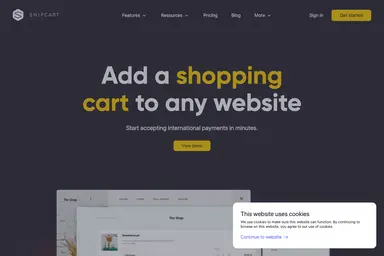 SNIPCART
Features
Resources
Pricing
Blog
More
Sign in
Get started
Add a shopping
cart to any website
Start accepting international payments in minutes.
View demo
The Shop
The Shop
This website uses cookies
We use cookies to make sure this website can function. By continuing to
browse on this website, you agree to our use of cookies.
Continue to website →